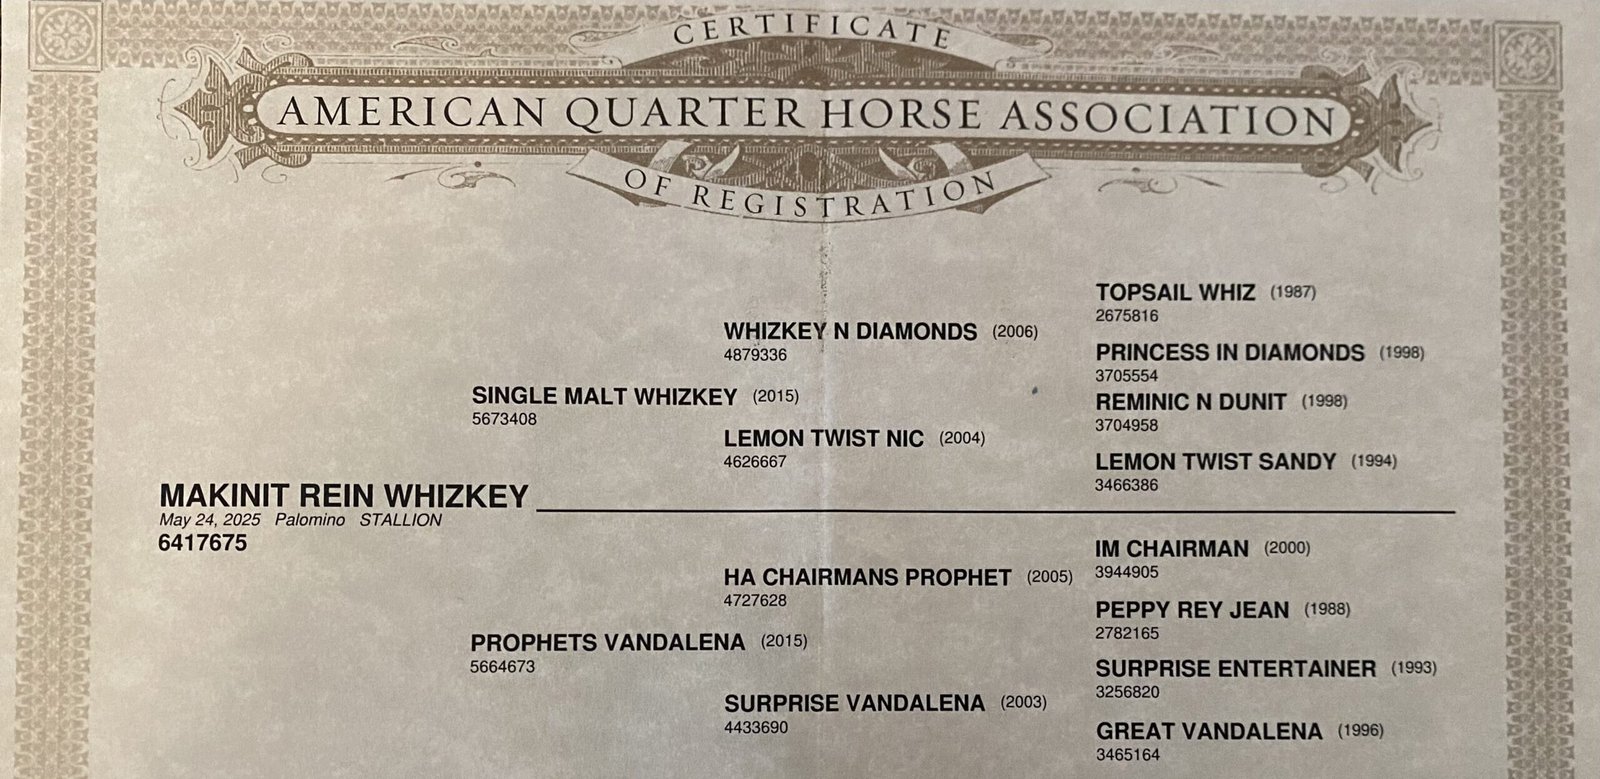 CERTIFICATE
AMERICAN QUARTER HORSE ASSOCIATION
OF REGISTRATION
TOPSAIL WHIZ (1987)
2675816
WHIZKEY N DIAMONDS (2006)
4879336
PRINCESS IN DIAMONDS (1998)
3705554
SINGLE MALT WHIZKEY (2015)
5673408
REMINIC N DUNIT (1998)
3704958
LEMON TWIST NIC (2004)
4626667
LEMON TWIST SANDY (1994)
3466386
MAKINIT REIN WHIZKEY
May 24, 2025 Palomino STALLION
6417675
IM CHAIRMAN (2000)
3944905
HA CHAIRMANS PROPHET (2005)
4727628
PEPPY REY JEAN (1988)
2782165
PROPHETS VANDALENA (2015)
5664673
SURPRISE ENTERTAINER (1993)
3256820
SURPRISE VANDALENA (2003)
4433690
GREAT VANDALENA (1996)
3465164